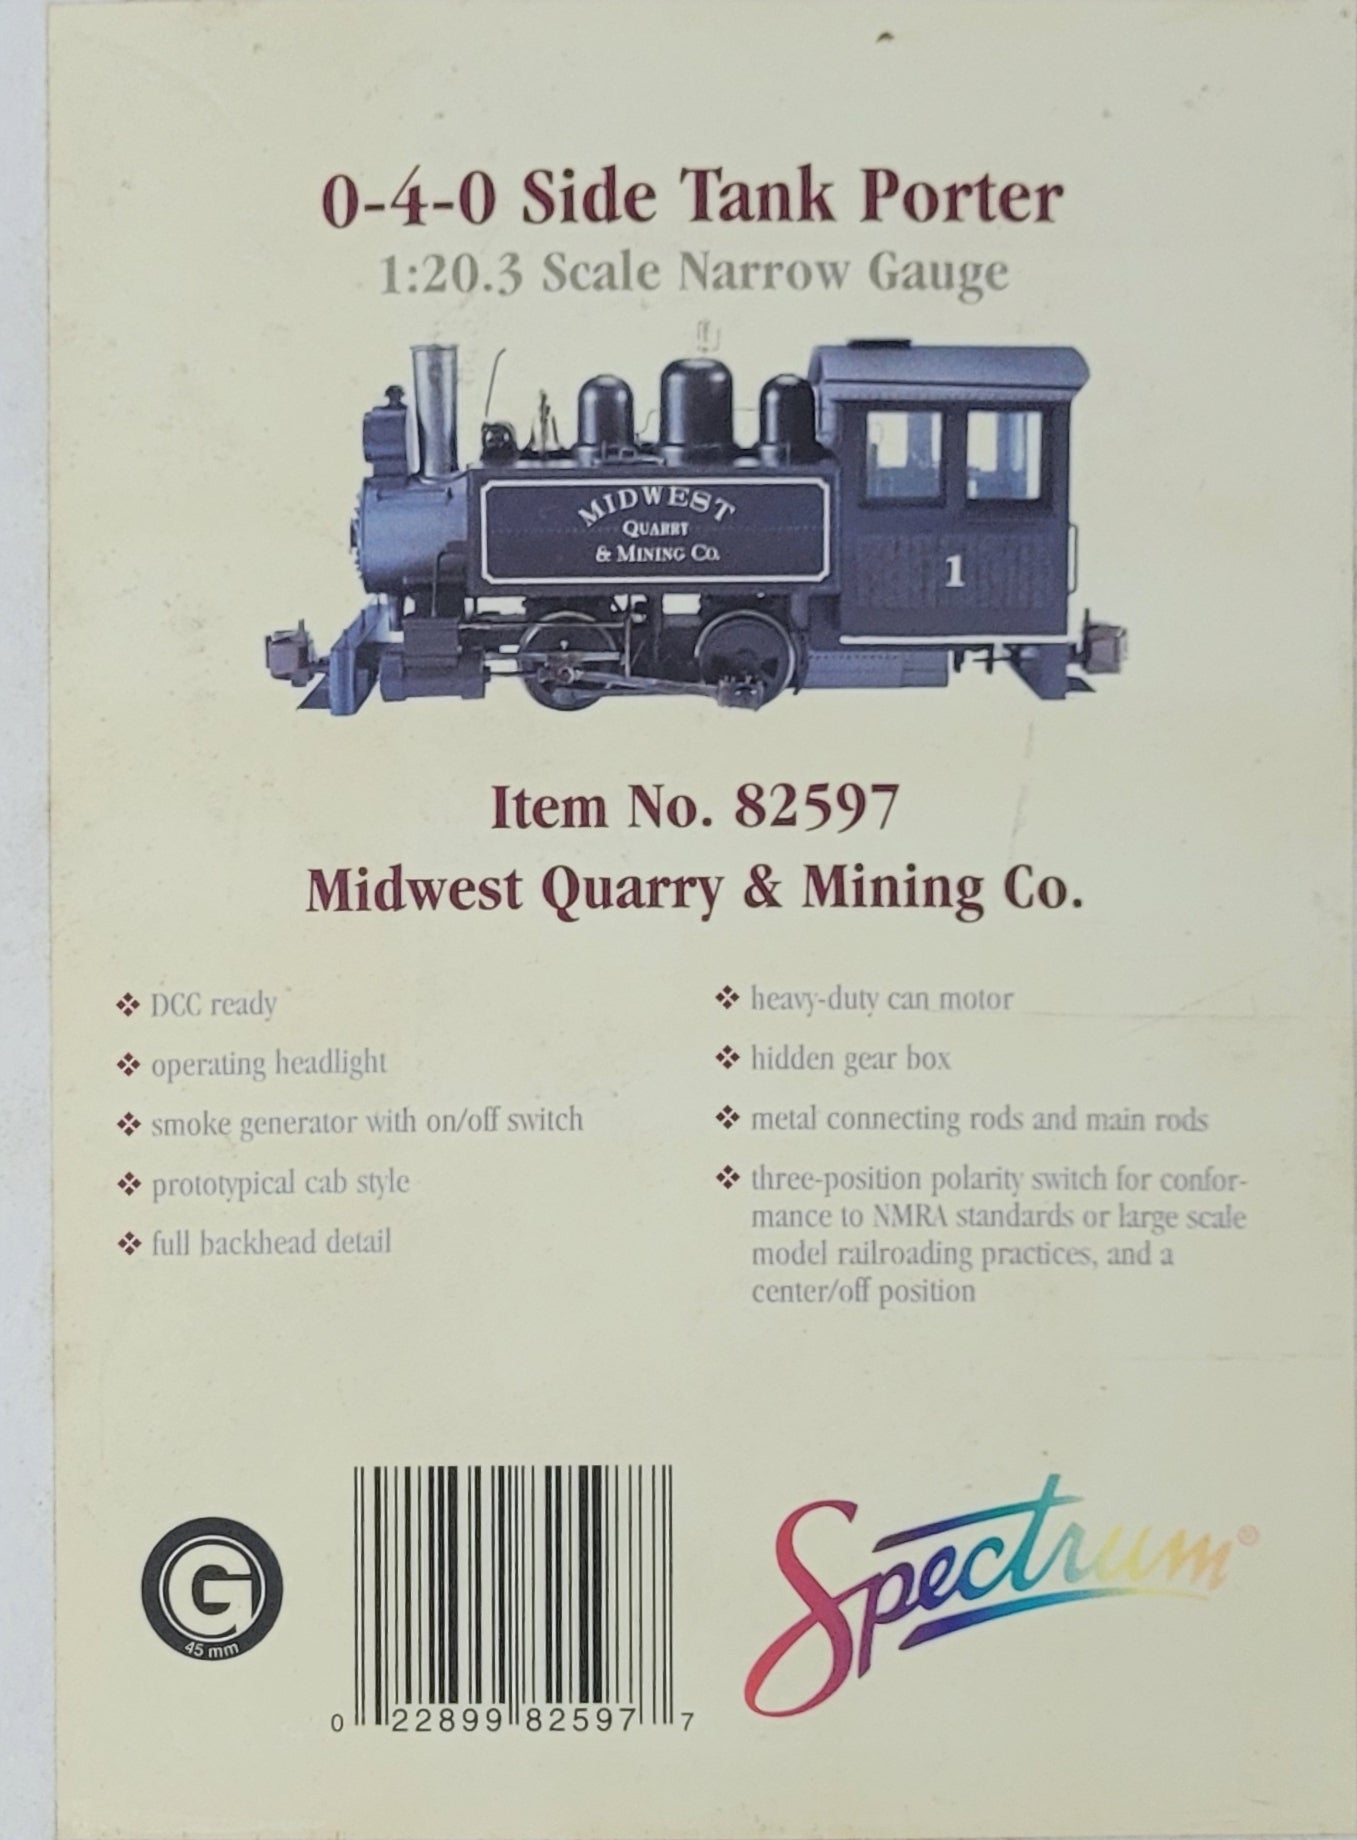 0-4-0 Side Tank Porter
1:20.3 Scale Narrow Gauge
MIDWEST
QUARRY
& MINING CO.
1
Item No. 82597
Midwest Quarry & Mining Co.
❖ DCC ready
❖ operating headlight
❖ smoke generator with on/off switch
❖ prototypical cab style
❖ full backhead detail
❖ heavy-duty can motor
❖ hidden gear box
❖ metal connecting rods and main rods
❖ three-position polarity switch for confor-
mance to NMRA standards or large scale
model railroading practices, and a
center/off position
G
45 mm
0 22899 82597 7
Spectrum®